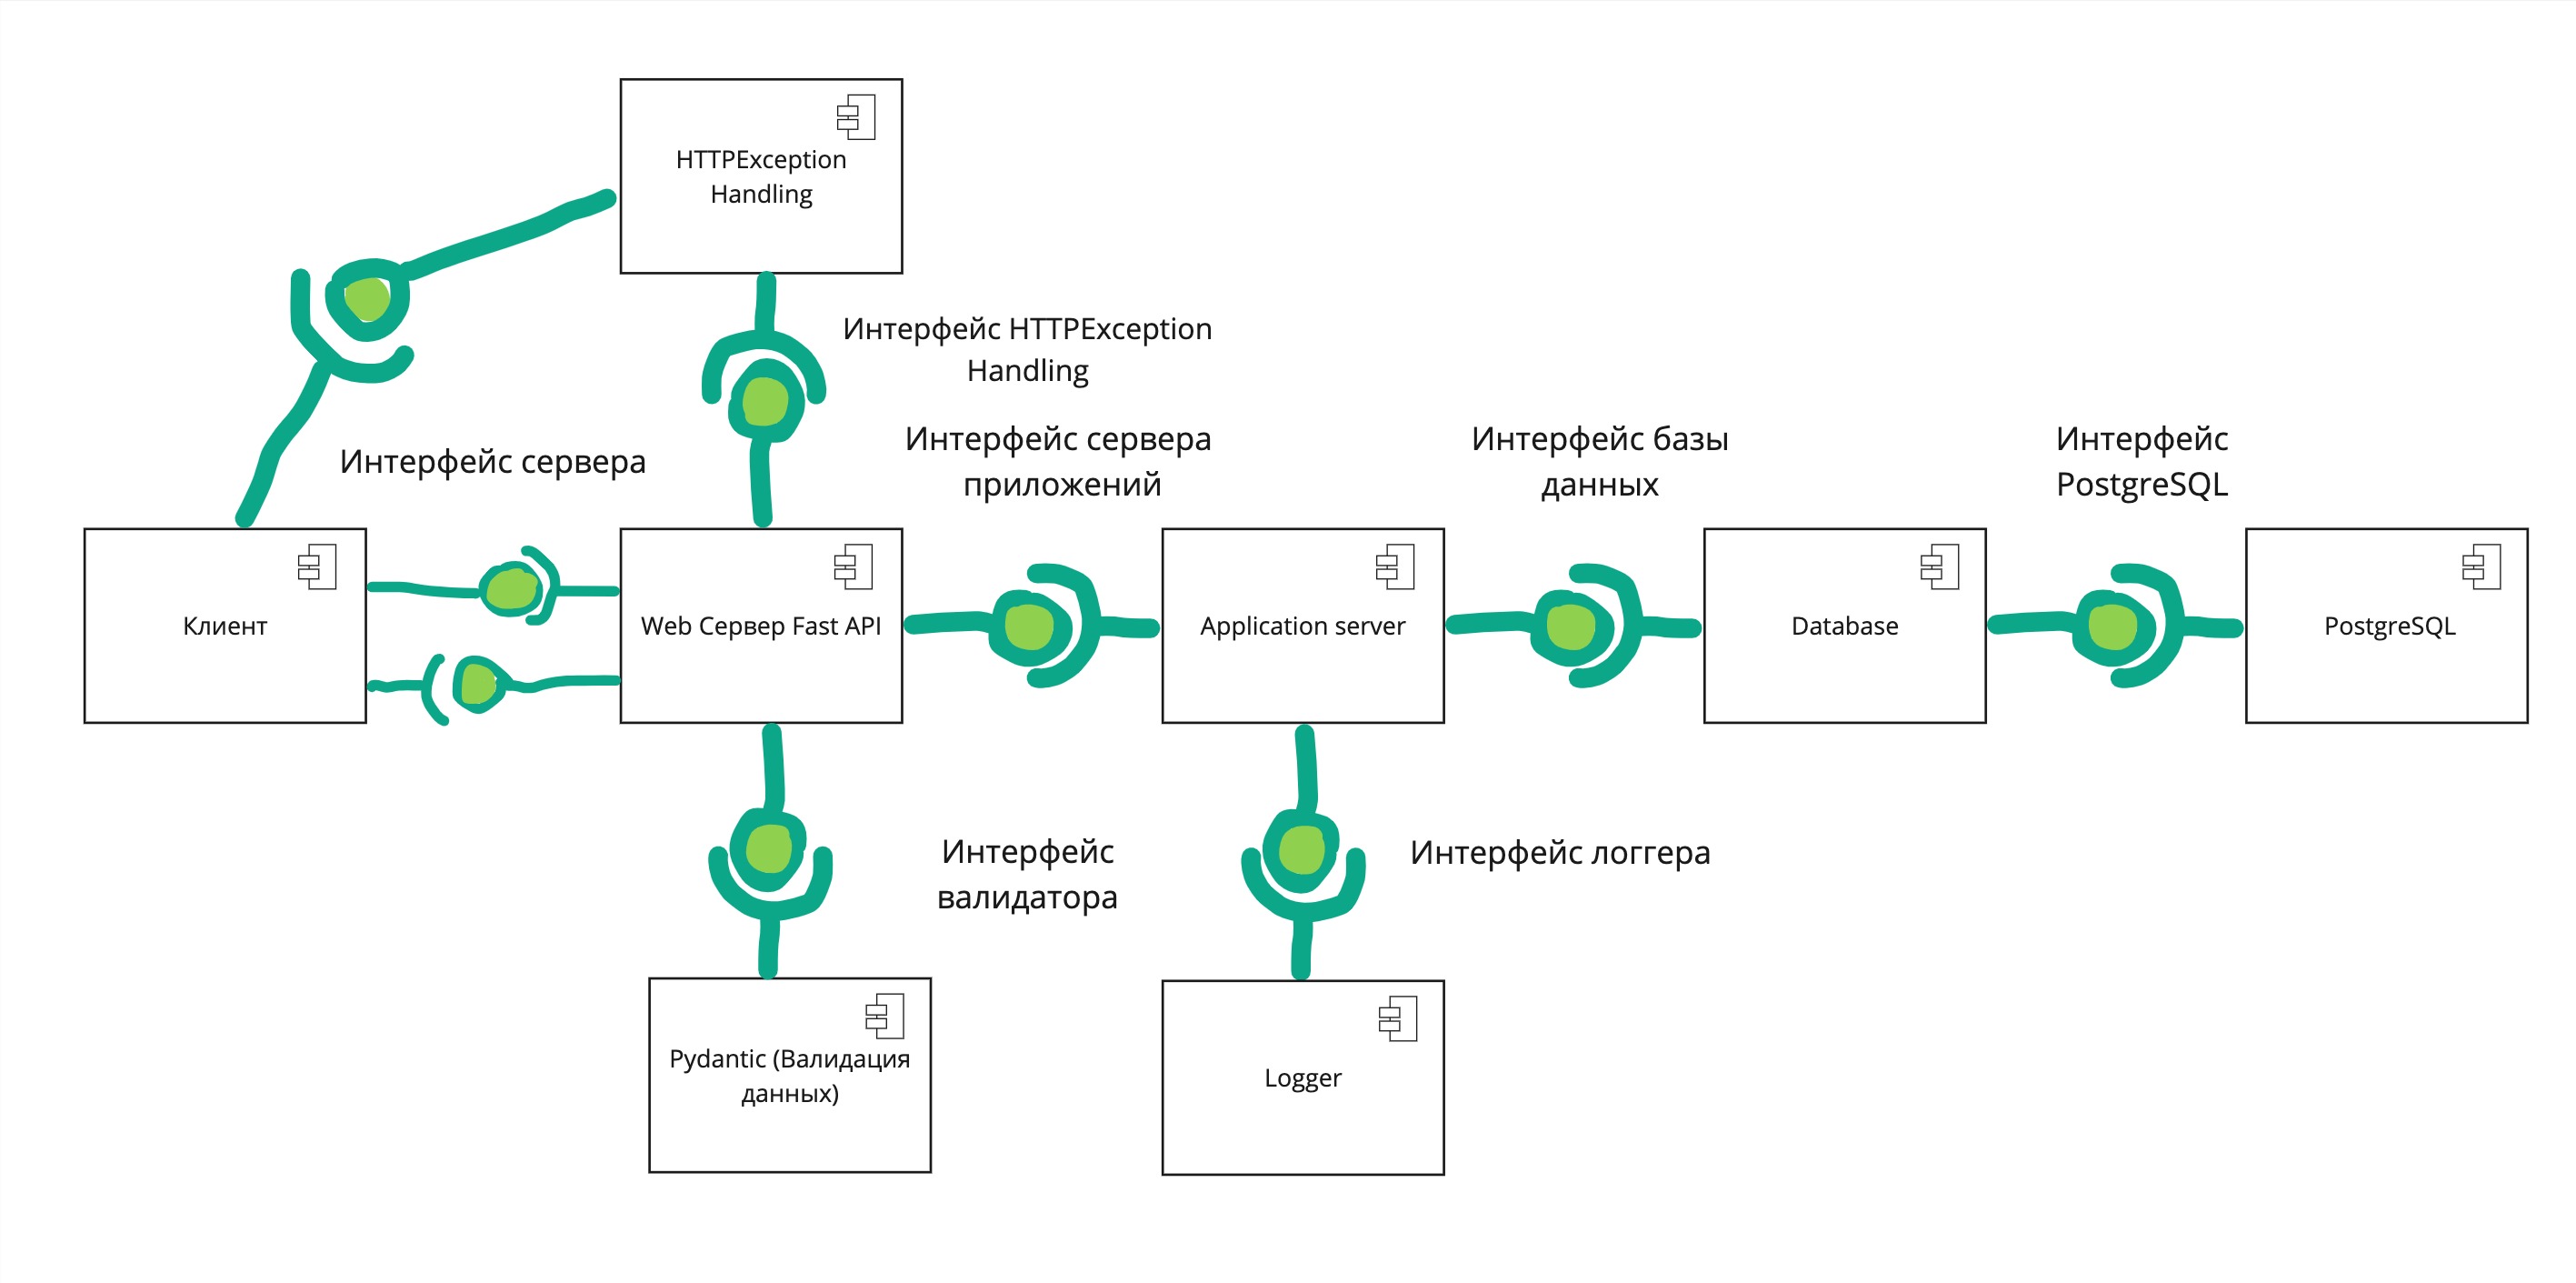 HTTPException
Handling
Интерфейс HTTPException
Handling
Интерфейс сервера
Интерфейс сервера
приложений
Интерфейс базы
данных
Интерфейс
PostgreSQL
Клиент
Web Сервер Fast API
Application server
Database
PostgreSQL
Интерфейс
валидатора
Интерфейс логгера
Pydantic (Валидация
данных)
Logger